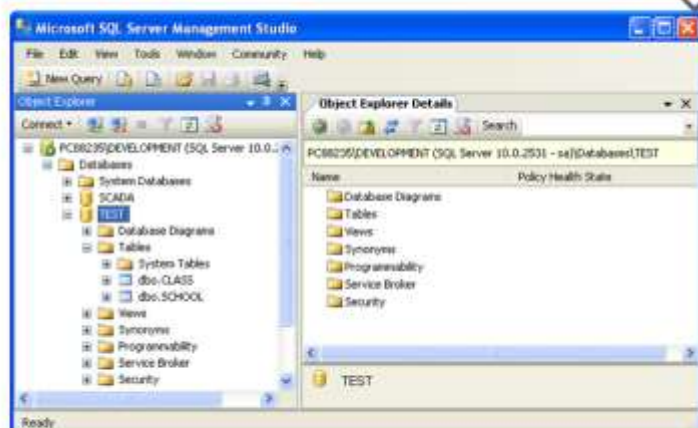 Microsoft SQL Server Management Studio
File Edit View Tools Window Community Help
New Query
Object Explorer
Connect
PC88235\DEVELOPMENT (SQL Server 10.0.
Databases
System Databases
SCADA
TEST
Database Diagrams
Tables
System Tables
dbo.CLASS
dbo.SCHOOL
Views
Synonyms
Programmability
Service Broker
Security
Object Explorer Details
Search
PC88235\DEVELOPMENT (SQL Server 10.0.2531 - sa)\Databases\TEST
Name Policy Health State
Database Diagrams
Tables
Views
Synonyms
Programmability
Service Broker
Security
TEST
Ready